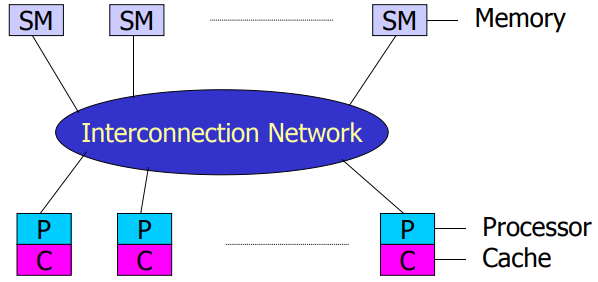 SM SM SM Memory
Interconnection Network
P P P Processor
C C C Cache